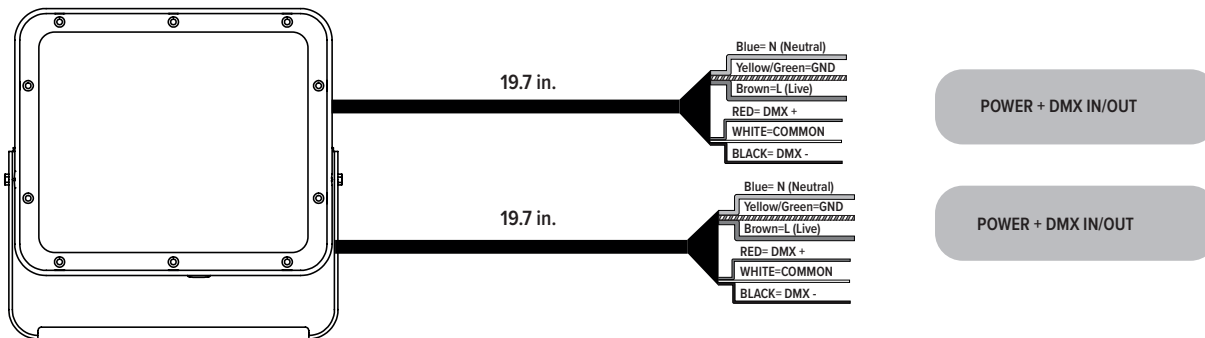 19.7 in.
Blue= N (Neutral)
Yellow/Green=GND
Brown=L (Live)
RED= DMX +
WHITE=COMMON
BLACK= DMX -
POWER + DMX IN/OUT
19.7 in.
Blue= N (Neutral)
Yellow/Green=GND
Brown=L (Live)
RED= DMX +
WHITE=COMMON
BLACK= DMX -
POWER + DMX IN/OUT